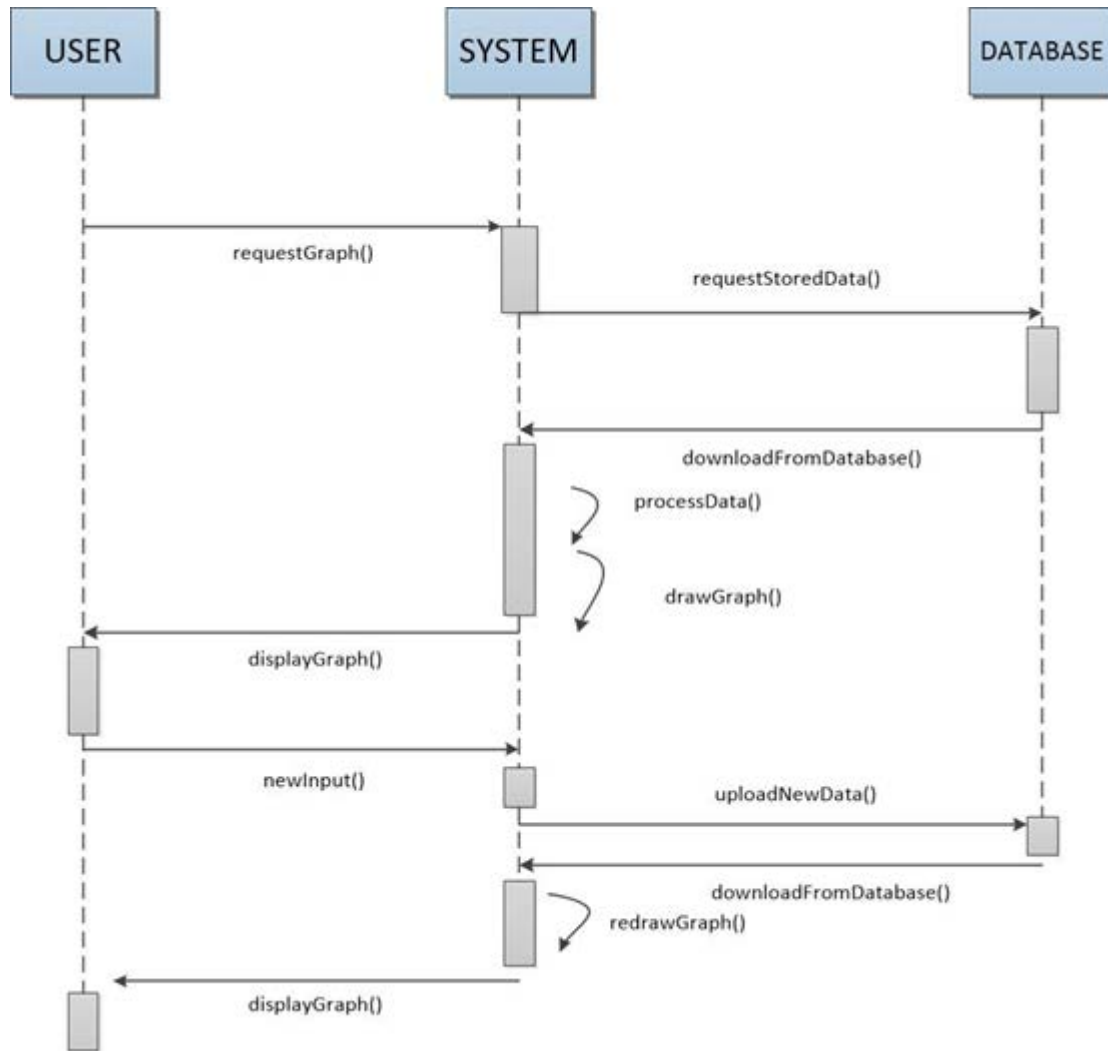 USER
SYSTEM
DATABASE
requestGraph()
requestStoredData()
downloadFromDatabase()
processData()
drawGraph()
displayGraph()
newInput()
uploadNewData()
downloadFromDatabase()
redrawGraph()
displayGraph()